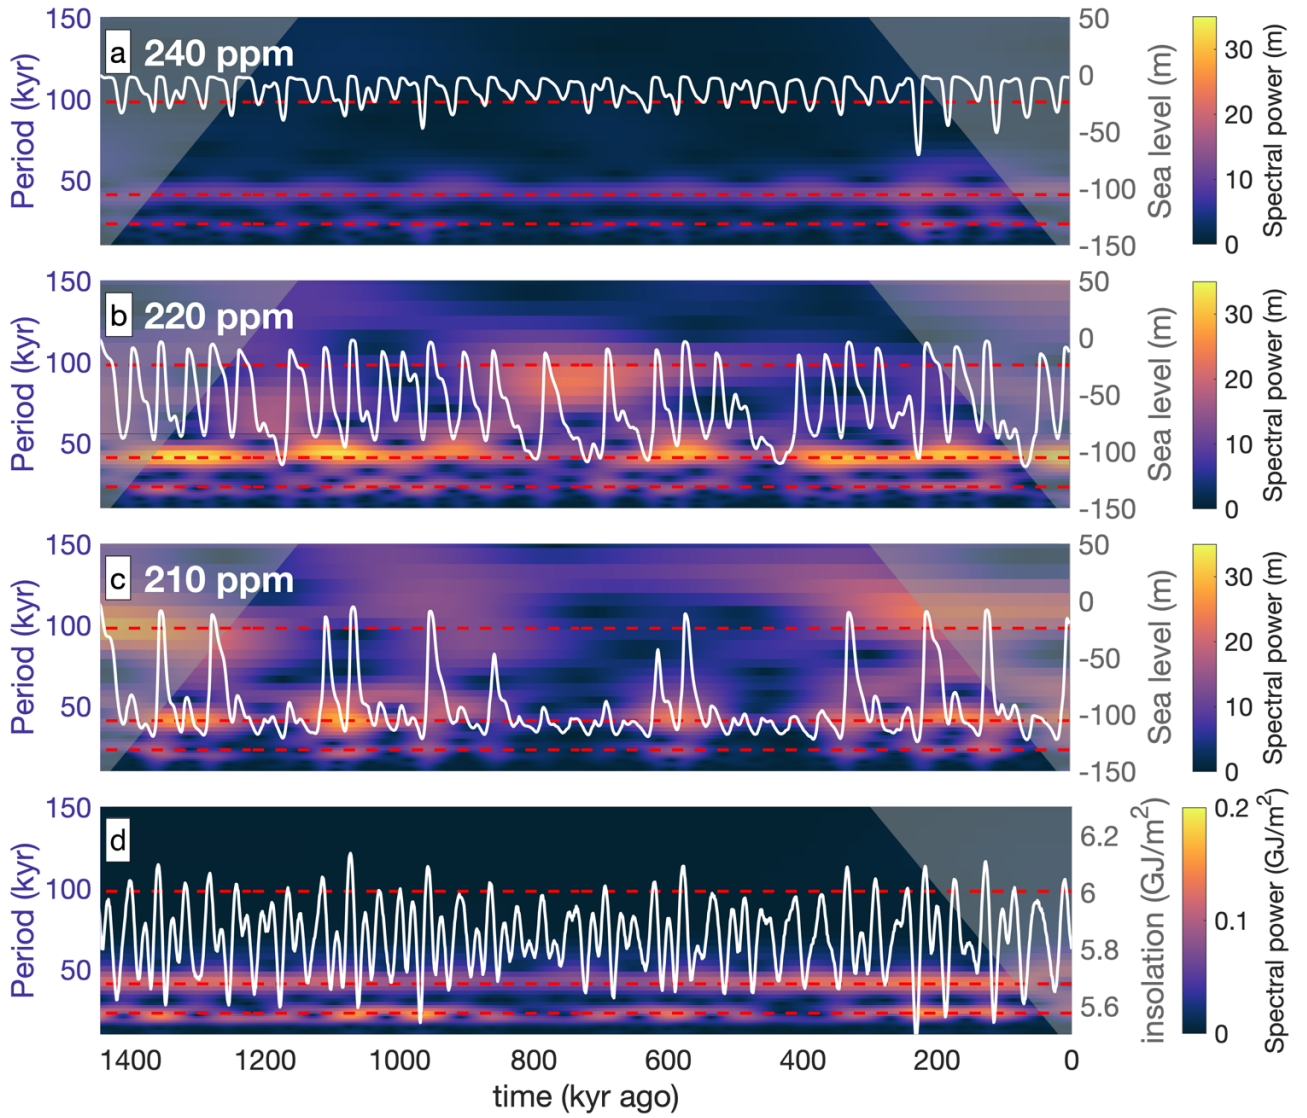 a 240 ppm
150
100
50
Period (kyr)
50
0
-50
-100
-150
Sea level (m)
30
20
10
0
Spectral power (m)
b 220 ppm
150
100
50
Period (kyr)
50
0
-50
-100
-150
Sea level (m)
30
20
10
0
Spectral power (m)
c 210 ppm
150
100
50
Period (kyr)
50
0
-50
-100
-150
Sea level (m)
30
20
10
0
Spectral power (m)
d
150
100
50
Period (kyr)
6.2
6
5.8
5.6
insolation (GJ/m²)
0.2
0.1
0
Spectral power (GJ/m²)
1400 1200 1000 800 600 400 200 0
time (kyr ago)